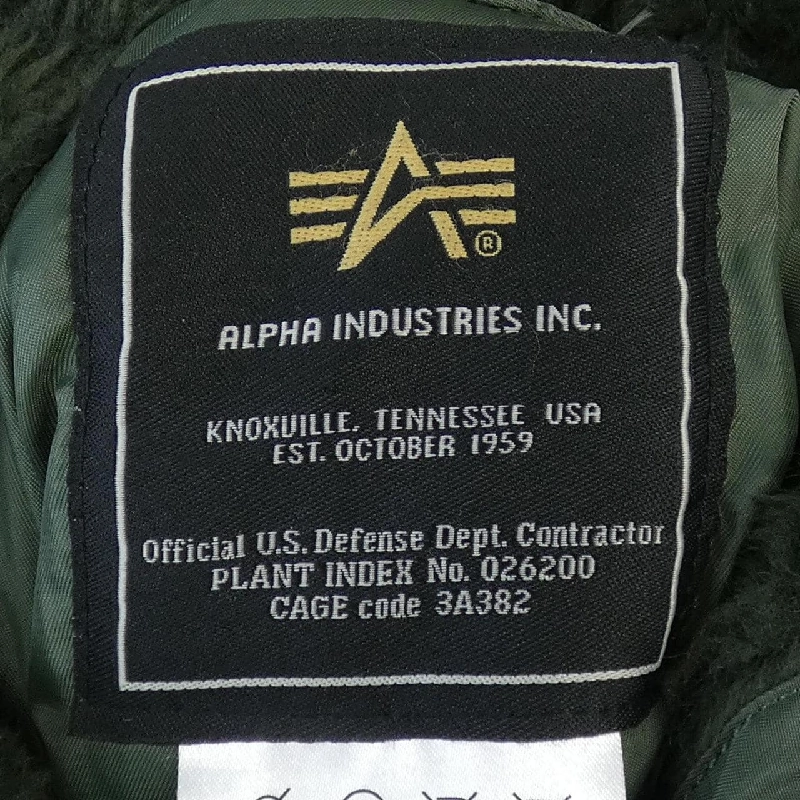 ®
ALPHA INDUSTRIES INC.
KNOXVILLE, TENNESSEE USA
EST. OCTOBER 1959
Official U.S. Defense Dept. Contractor
PLANT INDEX No. 026200
CAGE code 3A382